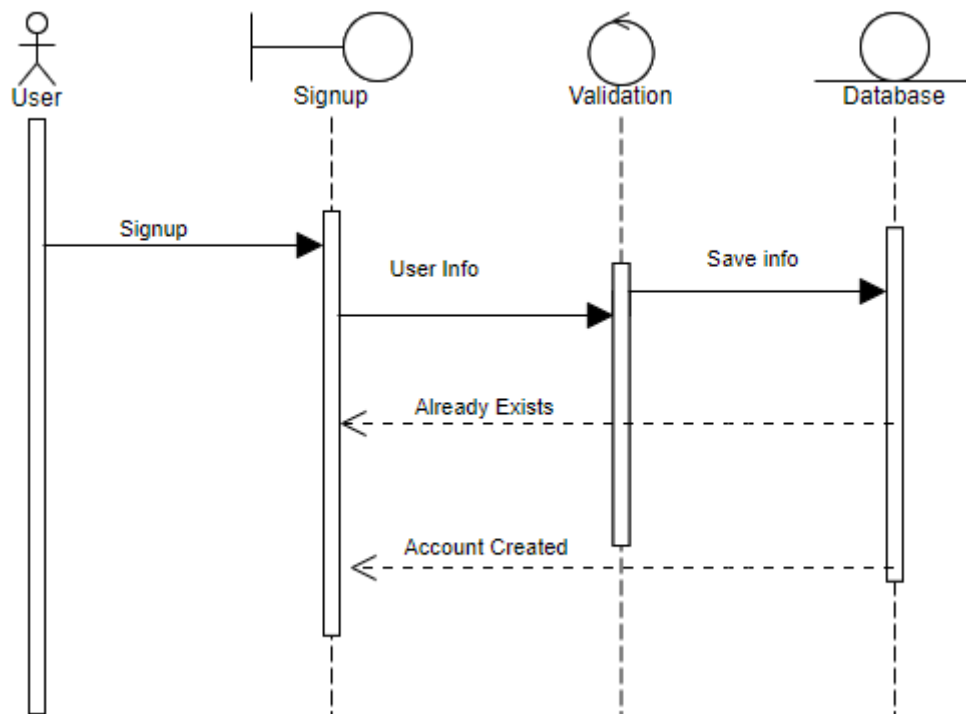 User
Signup
Validation
Database
Signup
User Info
Save info
Already Exists
Account Created